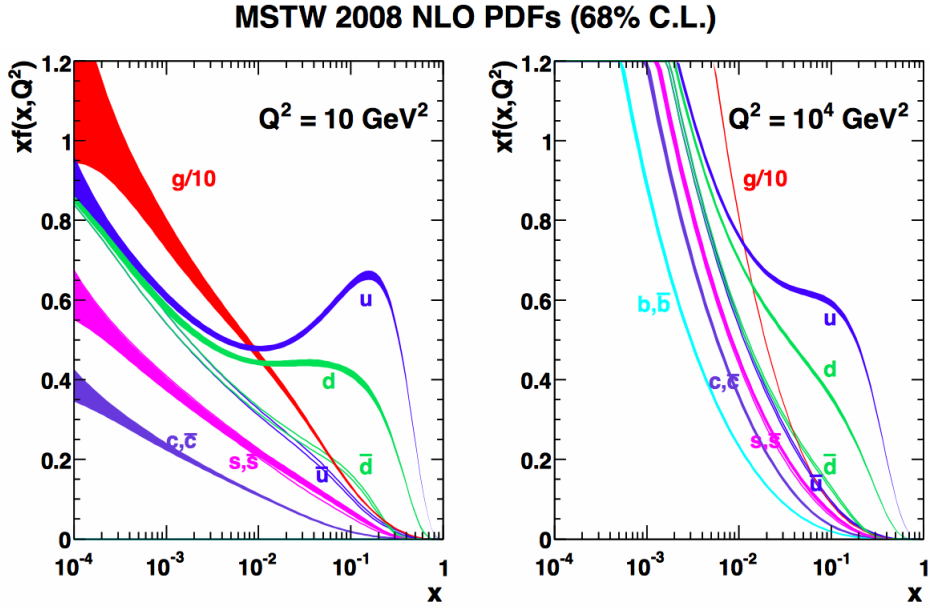 MSTW 2008 NLO PDFs (68% C.L.)
xf(x,Q²)
1.2
1
0.8
0.6
0.4
0.2
0
Q² = 10 GeV²
g/10
u
d
c,c̄
s,s̄
ū
d̄
10⁻⁴
10⁻³
10⁻²
10⁻¹
1
x
xf(x,Q²)
1.2
1
0.8
0.6
0.4
0.2
0
Q² = 10⁴ GeV²
g/10
b,b̄
u
d
c,c̄
s,s̄
d̄
ū
10⁻⁴
10⁻³
10⁻²
10⁻¹
1
x